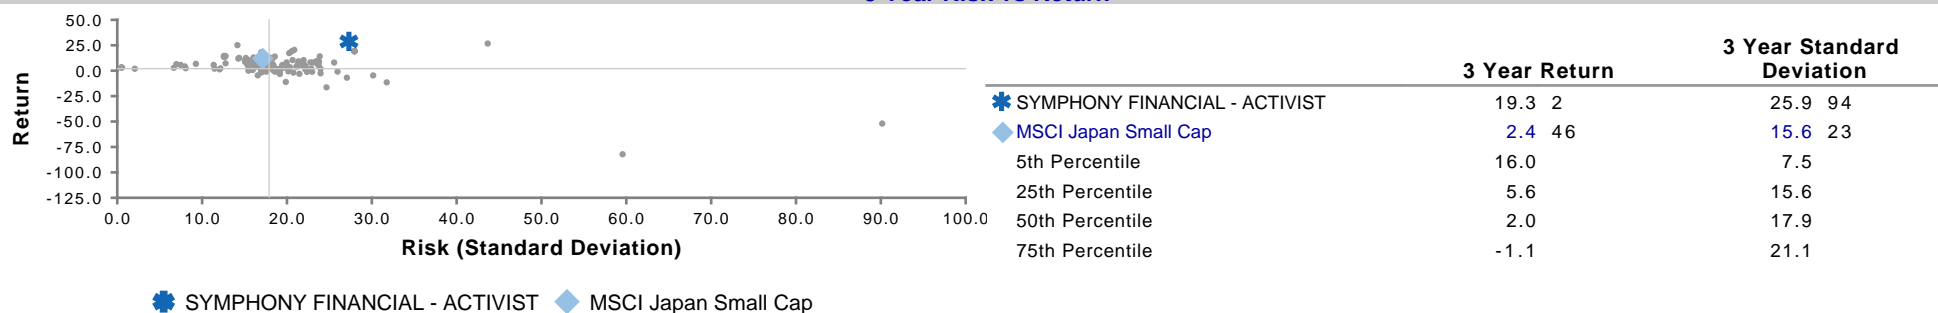 50.0
25.0
0.0
-25.0
-50.0
-75.0
-100.0
-125.0
Return
0.0 10.0 20.0 30.0 40.0 50.0 60.0 70.0 80.0 90.0 100.0
Risk (Standard Deviation)
SYMPHONY FINANCIAL - ACTIVIST MSCI Japan Small Cap
3 Year Return 3 Year Standard Deviation
SYMPHONY FINANCIAL - ACTIVIST 19.3 2 25.9 94
MSCI Japan Small Cap 2.4 46 15.6 23
5th Percentile 16.0 7.5
25th Percentile 5.6 15.6
50th Percentile 2.0 17.9
75th Percentile -1.1 21.1